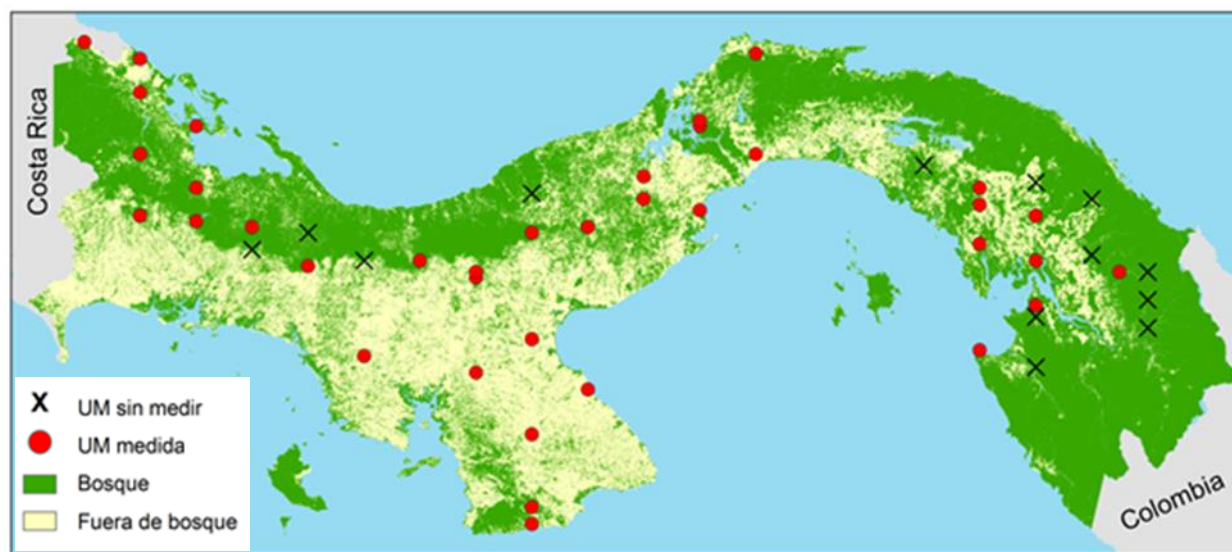 Costa Rica
X UM sin medir
UM medida
Bosque
Fuera de bosque
Colombia